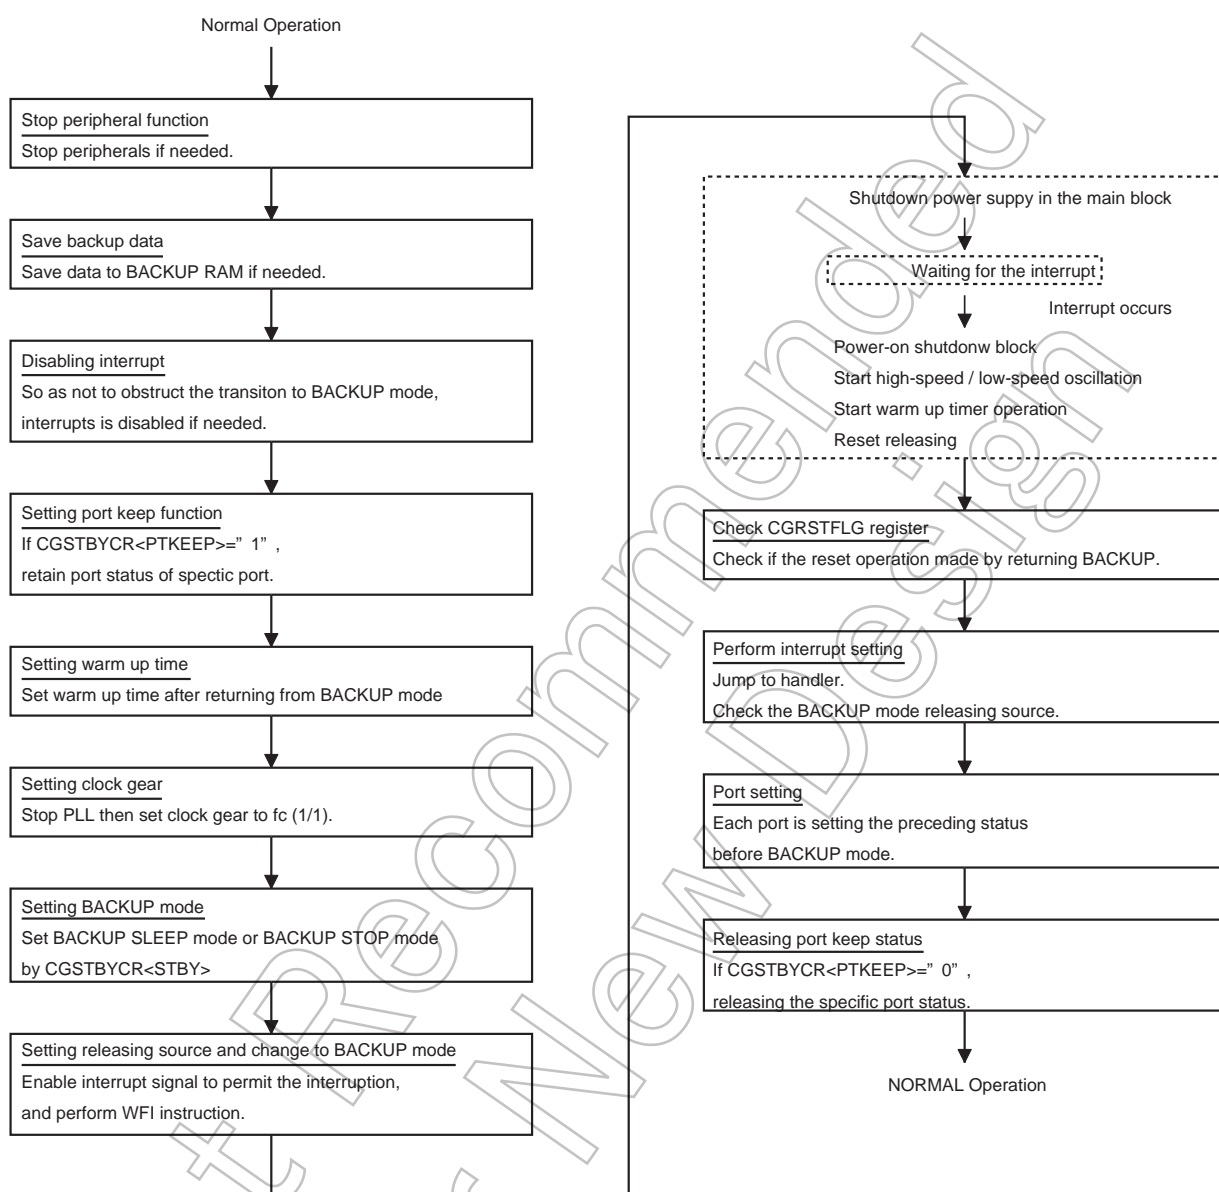 Normal Operation
Stop peripheral function
Stop peripherals if needed.
Save backup data
Save data to BACKUP RAM if needed.
Disabling interrupt
So as not to obstruct the transiton to BACKUP mode,
interrupts is disabled if needed.
Setting port keep function
If CGSTBYCR<PTKEEP>=” 1” ,
retain port status of spectic port.
Setting warm up time
Set warm up time after returning from BACKUP mode
Setting clock gear
Stop PLL then set clock gear to fc (1/1).
Setting BACKUP mode
Set BACKUP SLEEP mode or BACKUP STOP mode
by CGSTBYCR<STBY>
Setting releasing source and change to BACKUP mode
Enable interrupt signal to permit the interruption,
and perform WFI instruction.
Shutdown power suppy in the main block
Waiting for the interrupt
Interrupt occurs
Power-on shutdonw block
Start high-speed / low-speed oscillation
Start warm up timer operation
Reset releasing
Check CGRSTFLG register
Check if the reset operation made by returning BACKUP.
Perform interrupt setting
Jump to handler.
Check the BACKUP mode releasing source.
Port setting
Each port is setting the preceding status
before BACKUP mode.
Releasing port keep status
If CGSTBYCR<PTKEEP>=” 0” ,
releasing the specific port status.
NORMAL Operation
t Recommended
r New Design